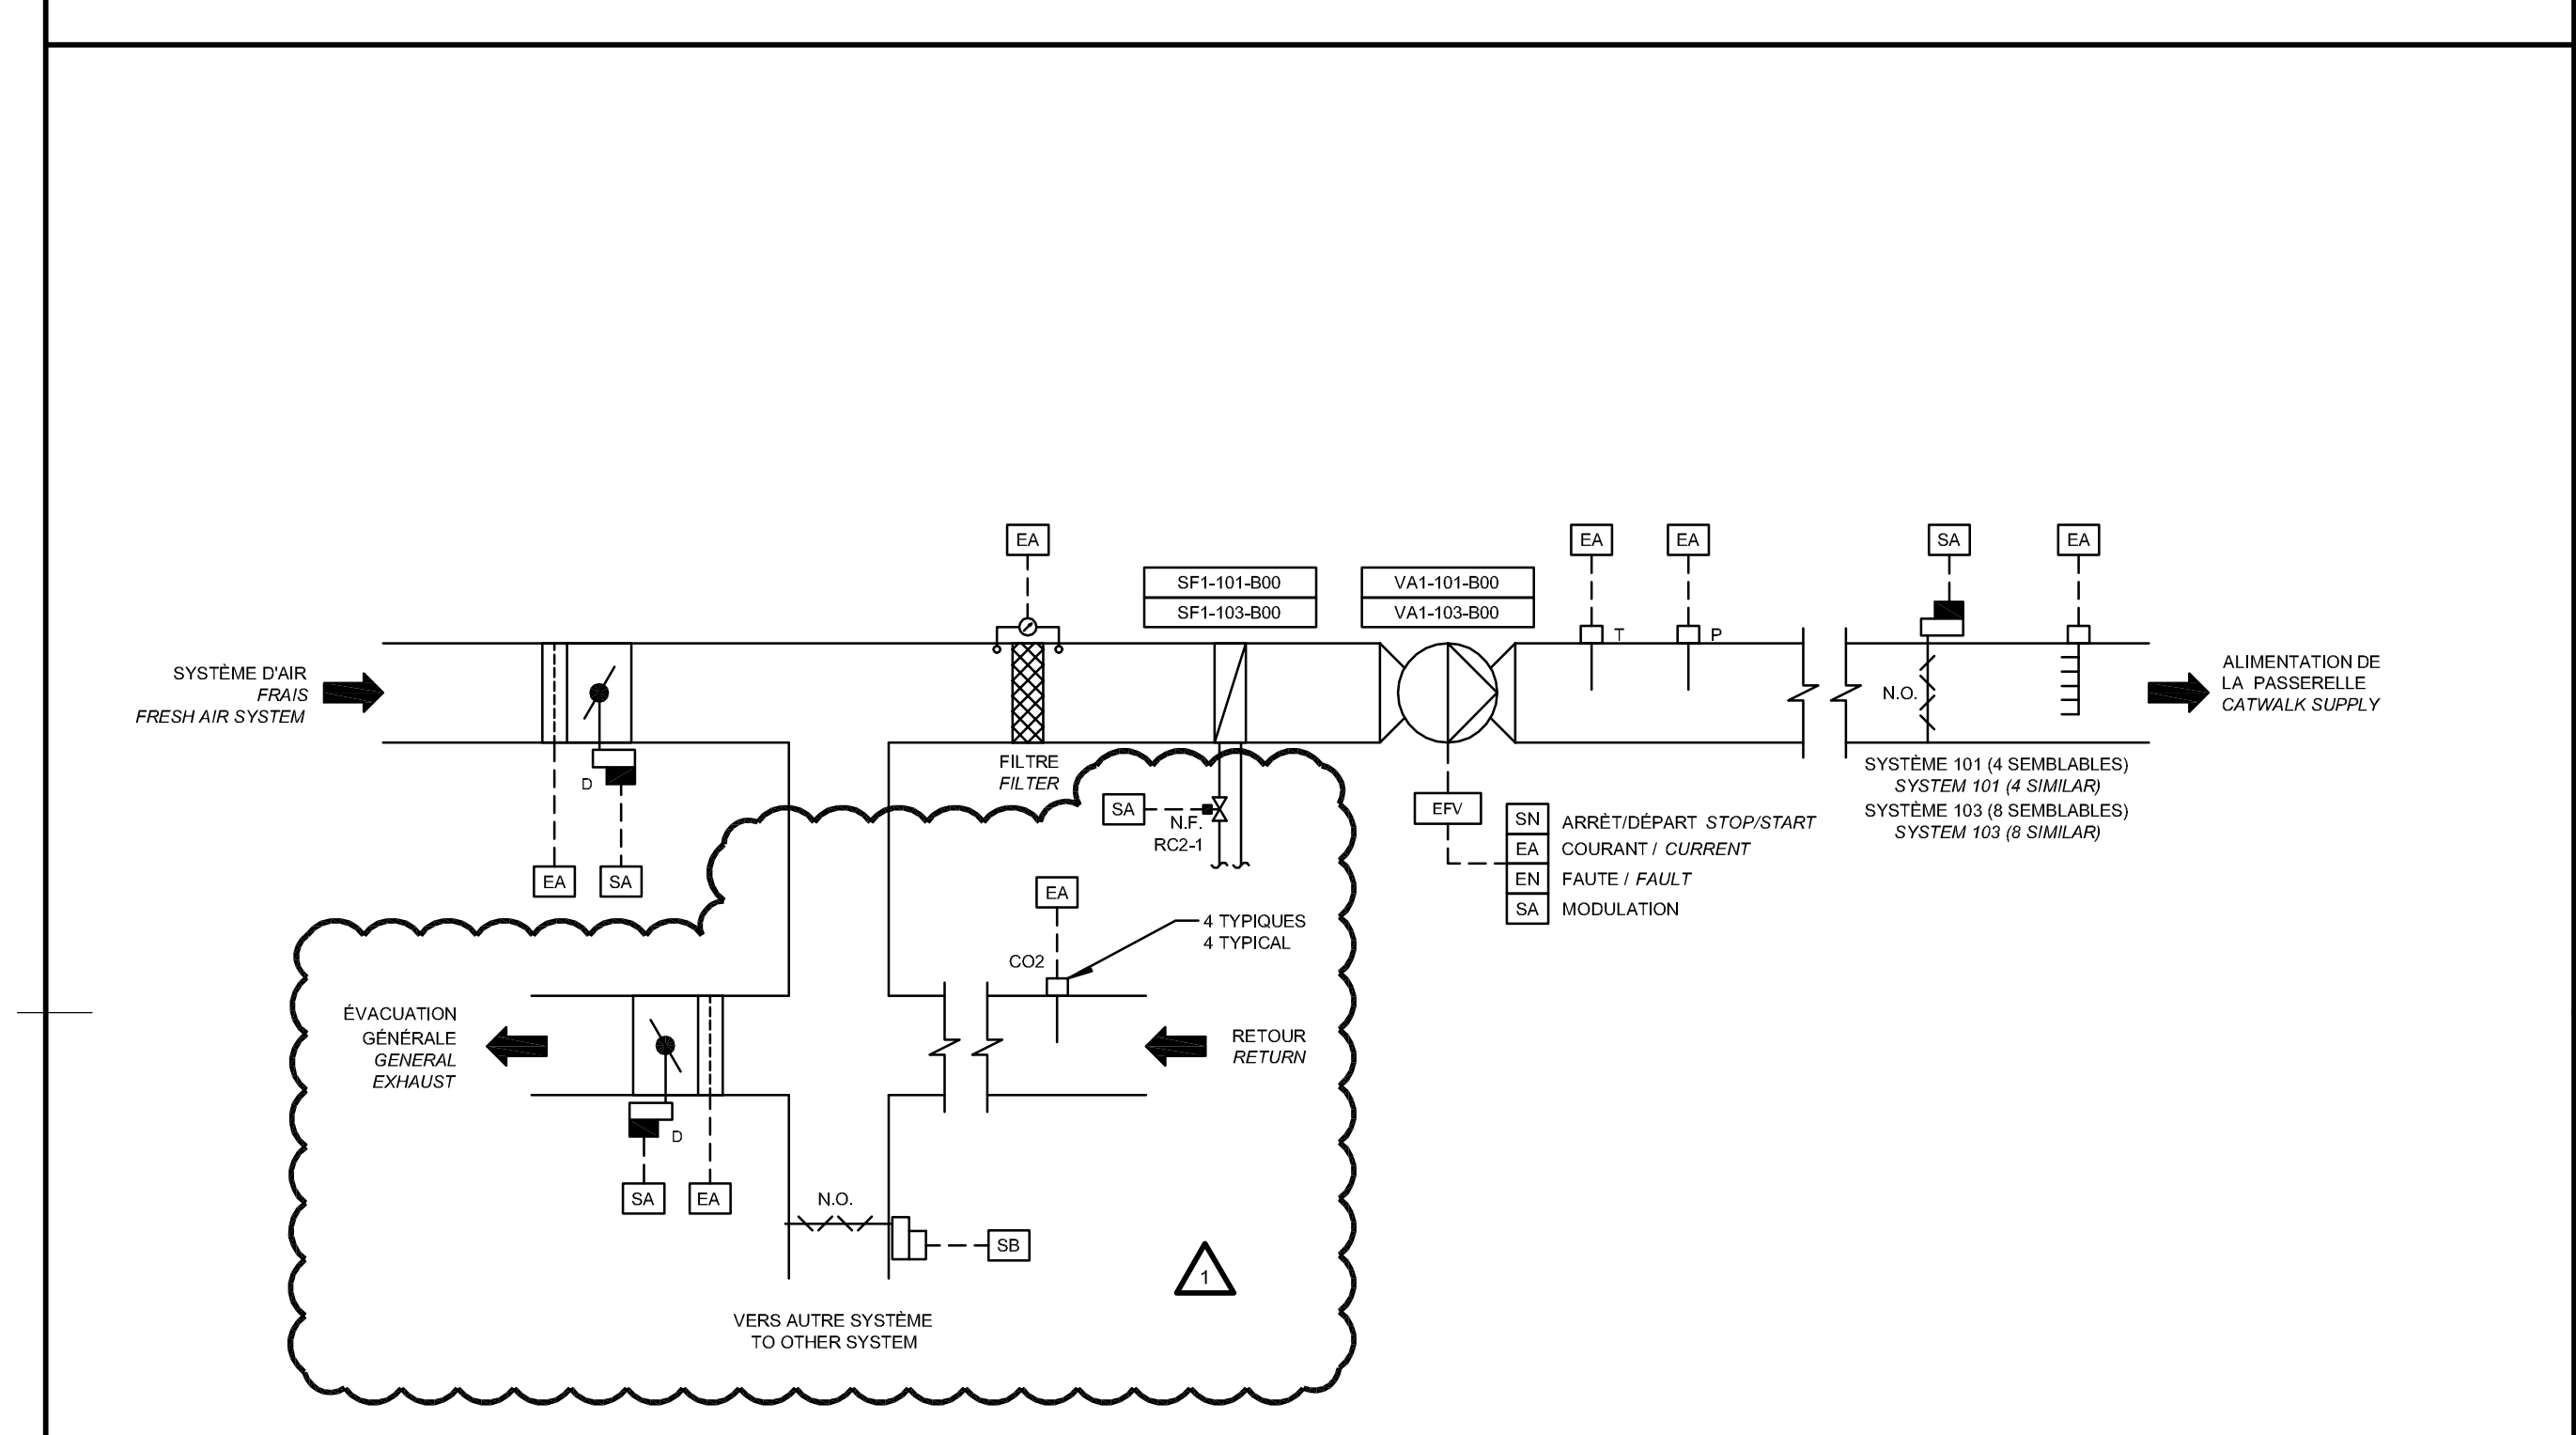 EA
EA
EA
SA
EA
SF1-101-B00
SF1-103-B00
VA1-101-B00
VA1-103-B00
T
P
SYSTÈME D'AIR
FRAIS
FRESH AIR SYSTEM
N.O.
ALIMENTATION DE
LA PASSERELLE
CATWALK SUPPLY
D
FILTRE
FILTER
SYSTÈME 101 (4 SEMBLABLES)
SYSTEM 101 (4 SIMILAR)
SYSTÈME 103 (8 SEMBLABLES)
SYSTEM 103 (8 SIMILAR)
SA
N.F.
RC2-1
EFV
SN ARRÈT/DÉPART STOP/START
EA COURANT / CURRENT
EN FAUTE / FAULT
SA MODULATION
EA
SA
EA
4 TYPIQUES
4 TYPICAL
CO2
ÉVACUATION
GÉNÉRALE
GENERAL
EXHAUST
RETOUR
RETURN
D
SA
EA
N.O.
SB
1
VERS AUTRE SYSTÈME
TO OTHER SYSTEM